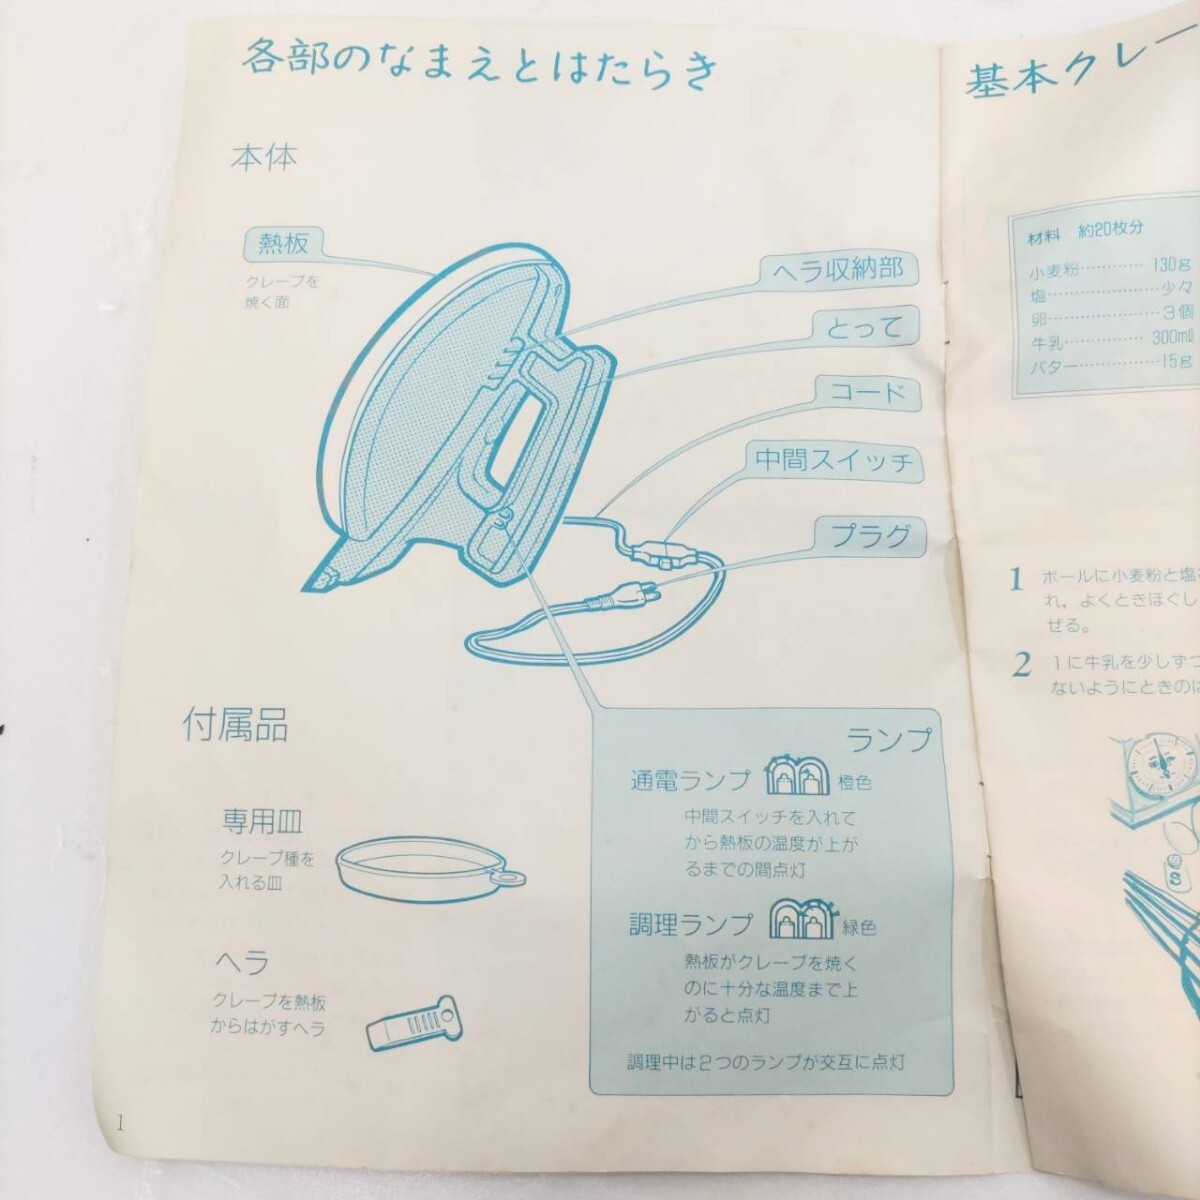 各部のなまえとはたらき
本体
熱板
クレープを
焼く面
ヘラ収納部
とって
コード
中間スイッチ
プラグ
付属品
専用皿
クレープ種を
入れる皿
ヘラ
クレープを熱板
からはがすヘラ
ランプ
通電ランプ 橙色
中間スイッチを入れて
から熱板の温度が上が
るまでの間点灯
調理ランプ 緑色
熱板がクレープを焼く
のに十分な温度まで上
がると点灯
調理中は2つのランプが交互に点灯
1
基本クレー
材料 約20枚分
小麦粉………… 130g
塩………………少々
卵………………3個
牛乳………… 300ml
バター…………15g
1 ボールに小麦粉と塩
れ，よくときほぐし
ぜる。
2 1に牛乳を少しずつ
ないようにときのば